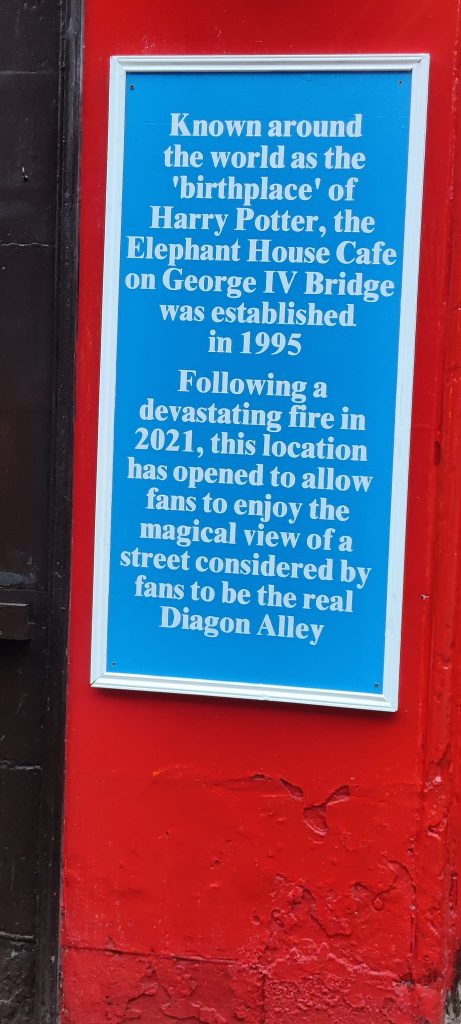 Known around
the world as the
'birthplace' of
Harry Potter, the
Elephant House Cafe
on George IV Bridge
was established
in 1995
Following a
devastating fire in
2021, this location
has opened to allow
fans to enjoy the
magical view of a
street considered by
fans to be the real
Diagon Alley